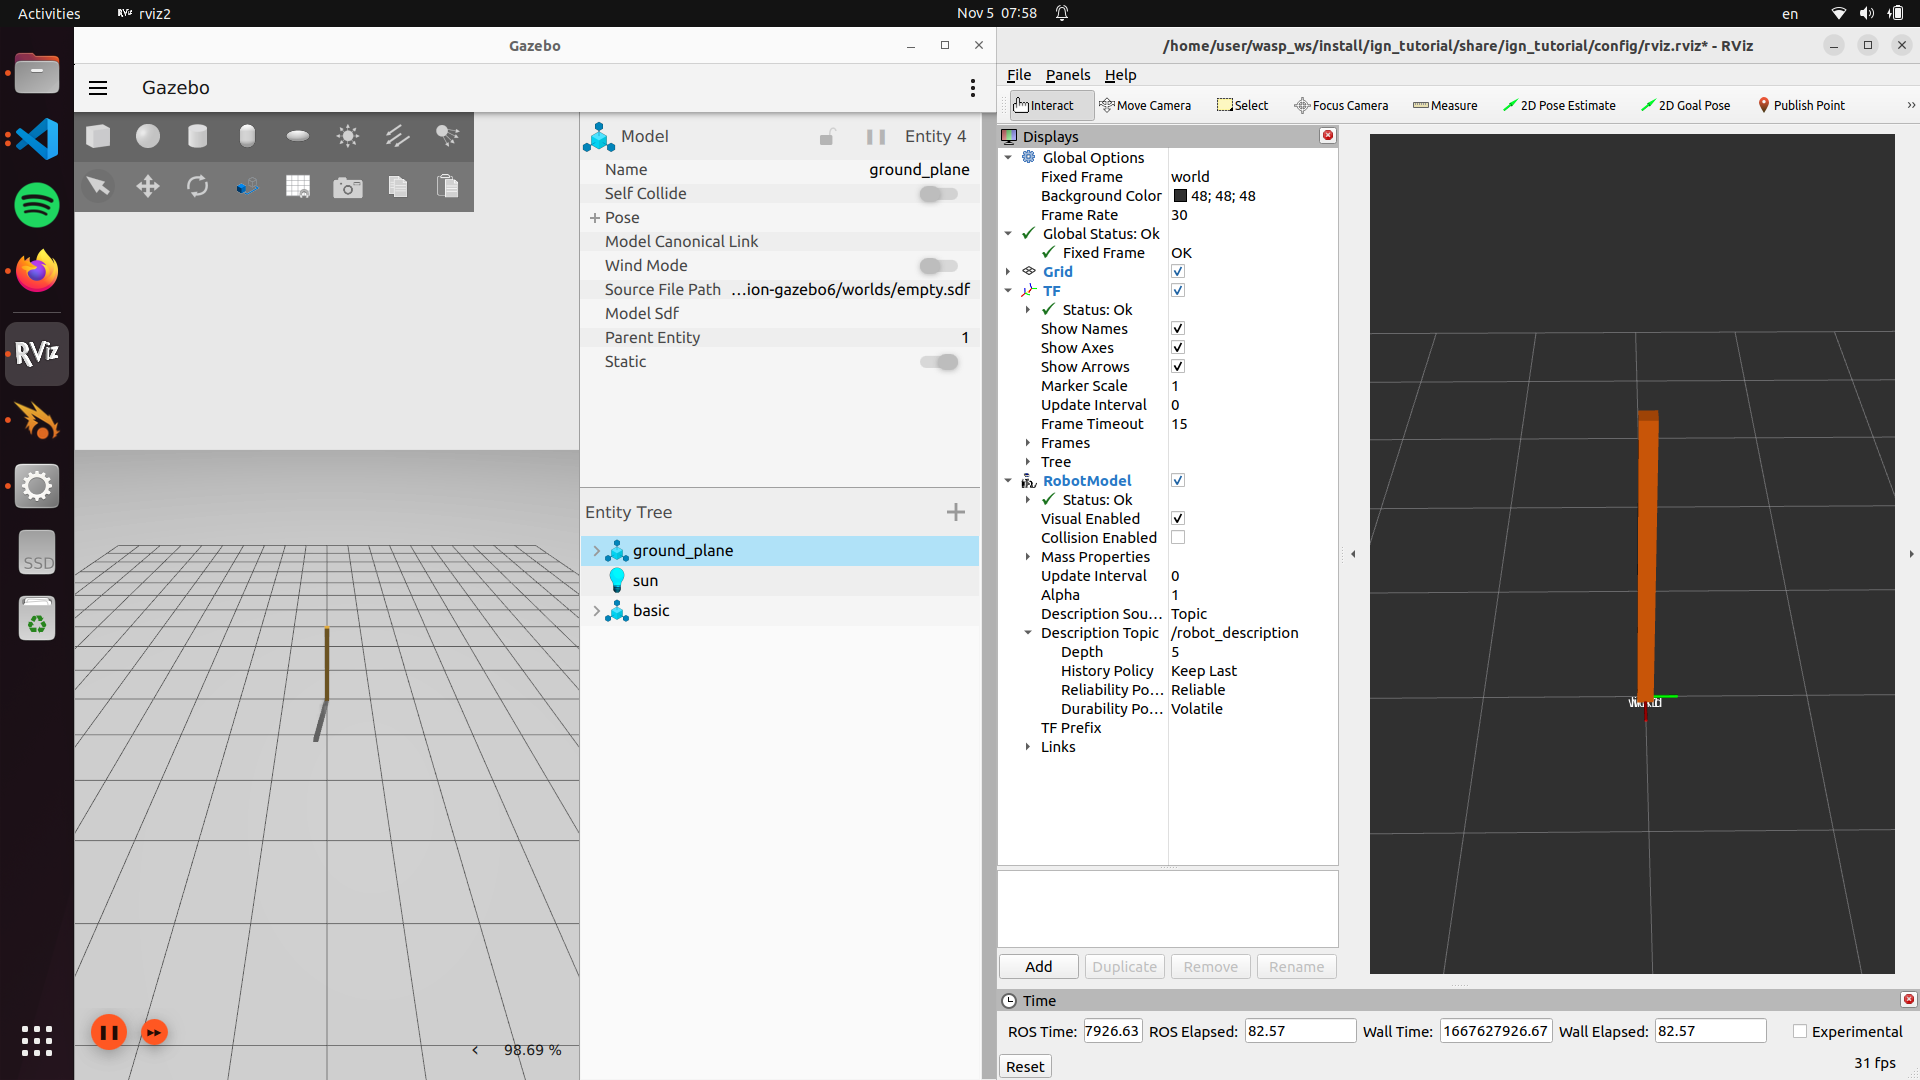 Activities
rviz2
Nov 5 07:58
en
Gazebo
/home/user/wasp_ws/install/ign_tutorial/share/ign_tutorial/config/rviz.rviz* - RViz
Gazebo
File Panels Help
Interact Move Camera Select Focus Camera Measure 2D Pose Estimate 2D Goal Pose Publish Point »
Model Entity 4
Name ground_plane
Self Collide
+ Pose
Model Canonical Link
Wind Mode
Source File Path …ion-gazebo6/worlds/empty.sdf
Model Sdf
Parent Entity 1
Static
Entity Tree +
ground_plane
sun
basic
98.69 %
Displays
Global Options
Fixed Frame world
Background Color 48; 48; 48
Frame Rate 30
Global Status: Ok
Fixed Frame OK
Grid
TF
Status: Ok
Show Names
Show Axes
Show Arrows
Marker Scale 1
Update Interval 0
Frame Timeout 15
Frames
Tree
RobotModel
Status: Ok
Visual Enabled
Collision Enabled
Mass Properties
Update Interval 0
Alpha 1
Description Sou… Topic
Description Topic /robot_description
Depth 5
History Policy Keep Last
Reliability Po… Reliable
Durability Po… Volatile
TF Prefix
Links
Add Duplicate Remove Rename
Time
ROS Time: 7926.63 ROS Elapsed: 82.57 Wall Time: 1667627926.67 Wall Elapsed: 82.57 Experimental
Reset
31 fps
RViz
SSD